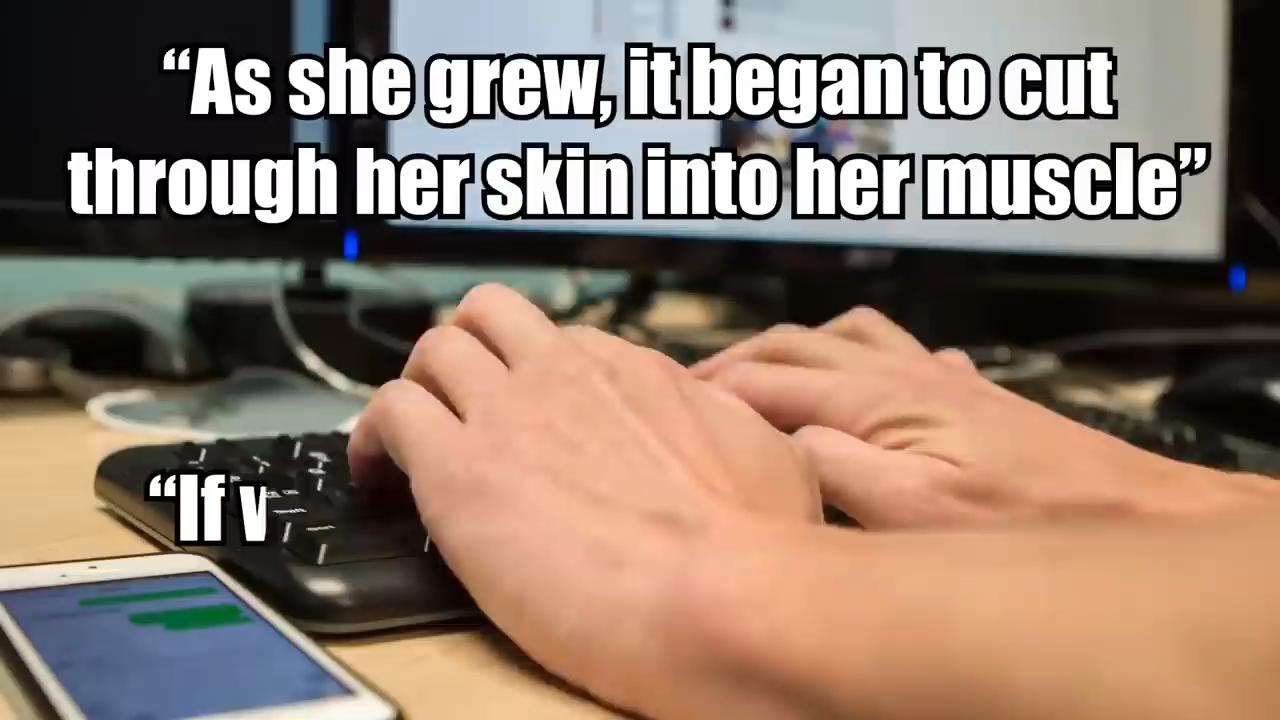 “As she grew, it began to cut
through her skin into her muscle”
“If